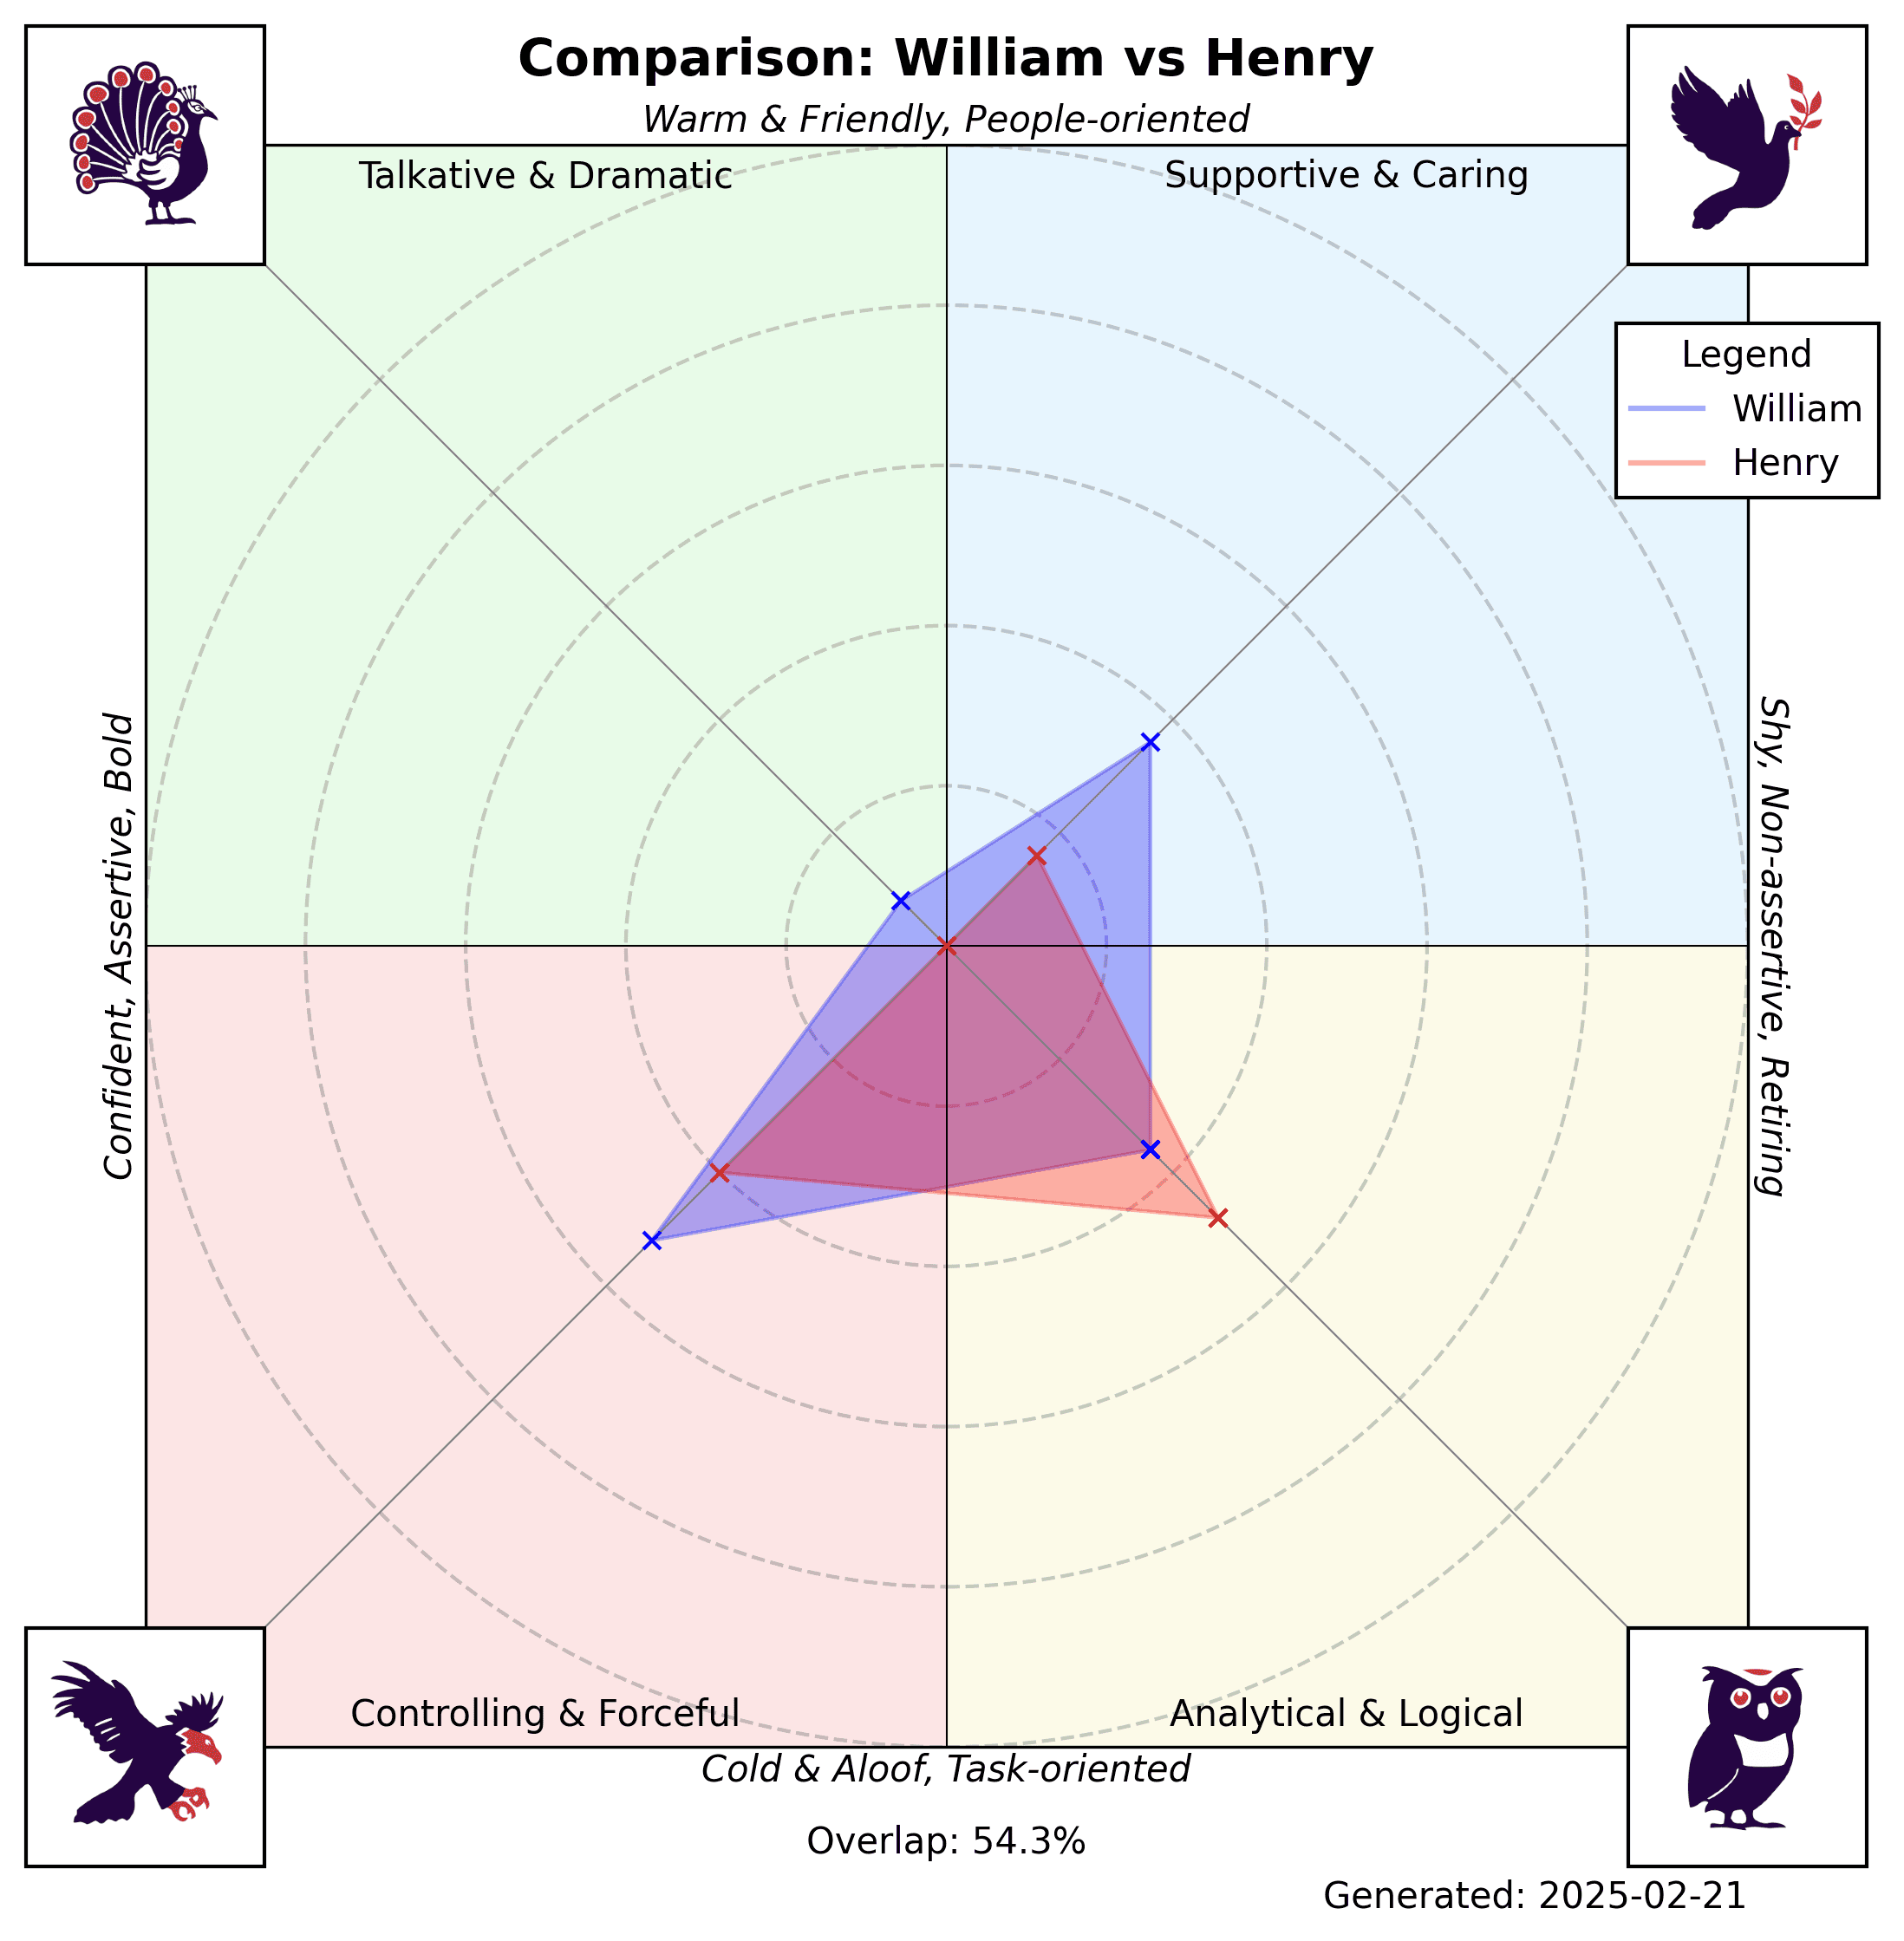 Comparison: William vs Henry
Warm & Friendly, People-oriented
Talkative & Dramatic
Supportive & Caring
Legend
William
Henry
Confident, Assertive, Bold
Shy, Non-assertive, Retiring
Controlling & Forceful
Analytical & Logical
Cold & Aloof, Task-oriented
Overlap: 54.3%
Generated: 2025-02-21